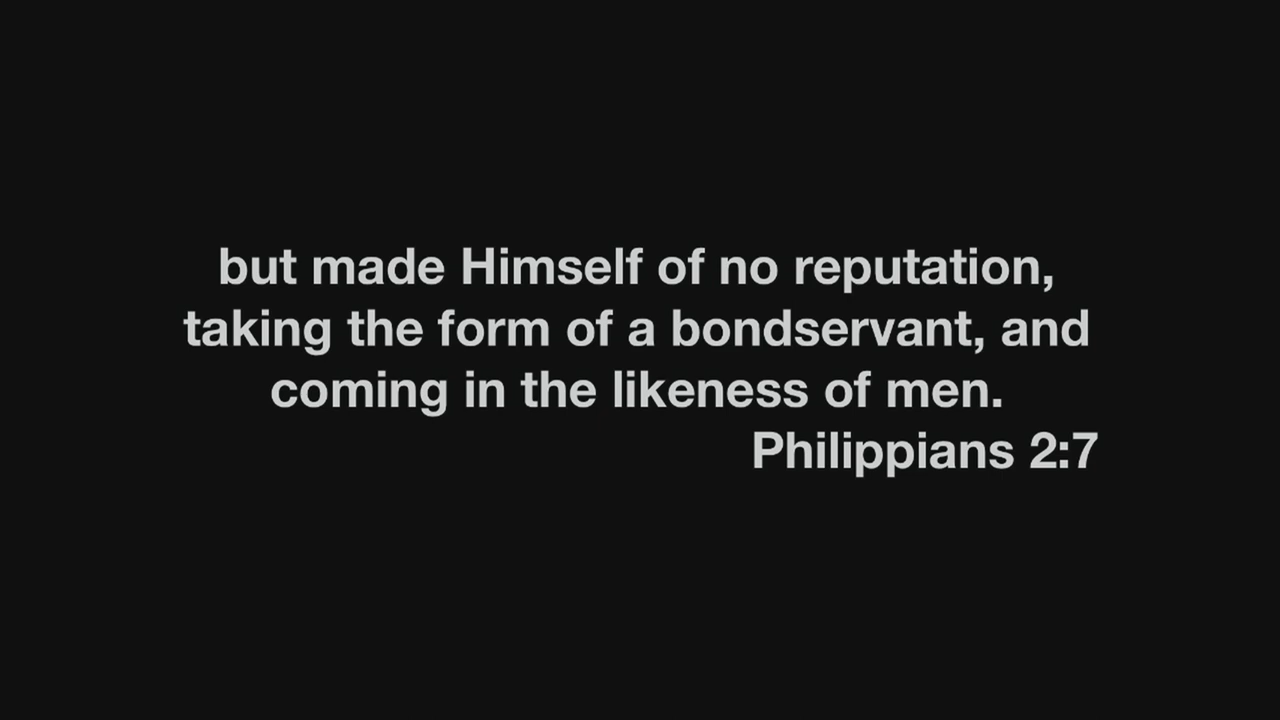 but made Himself of no reputation,
taking the form of a bondservant, and
coming in the likeness of men.
Philippians 2:7